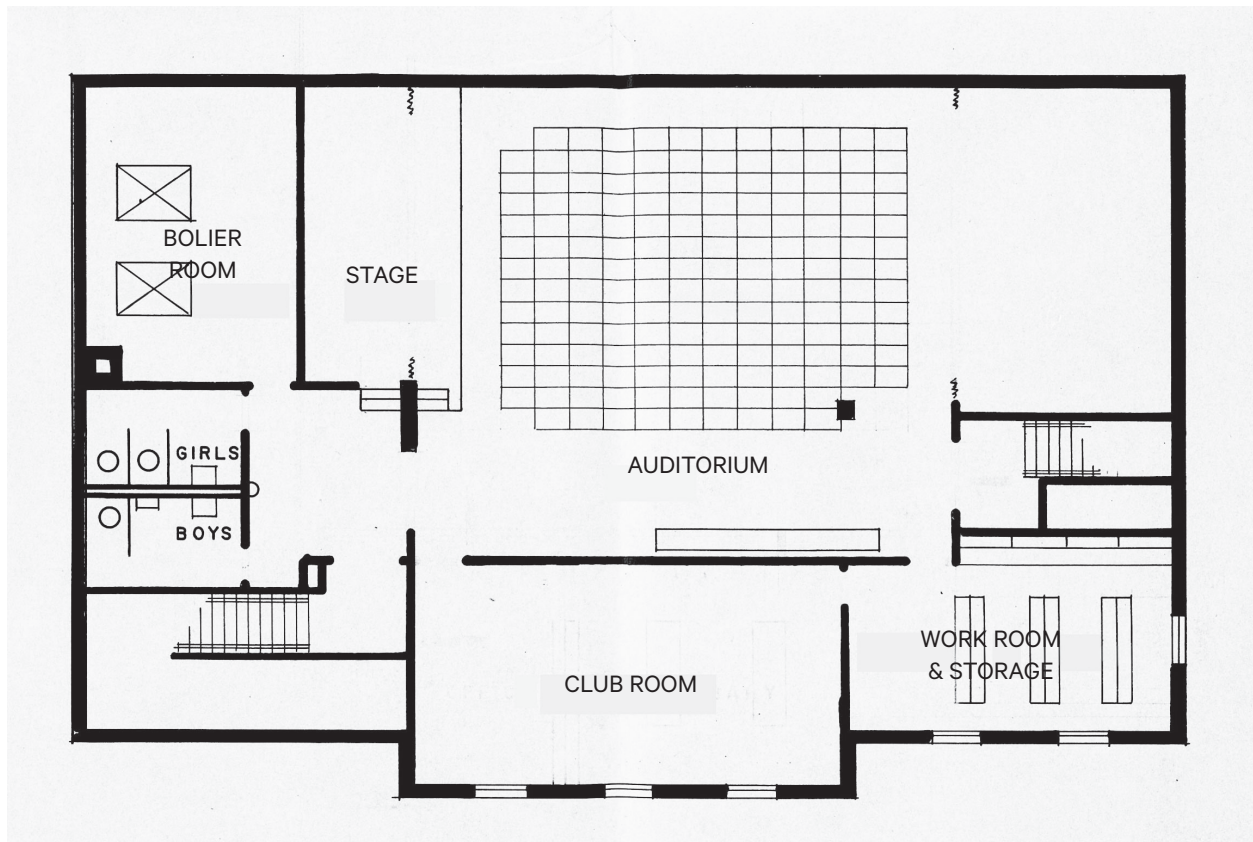 BOLIER
ROOM
STAGE
GIRLS
BOYS
AUDITORIUM
CLUB ROOM
WORK ROOM
& STORAGE